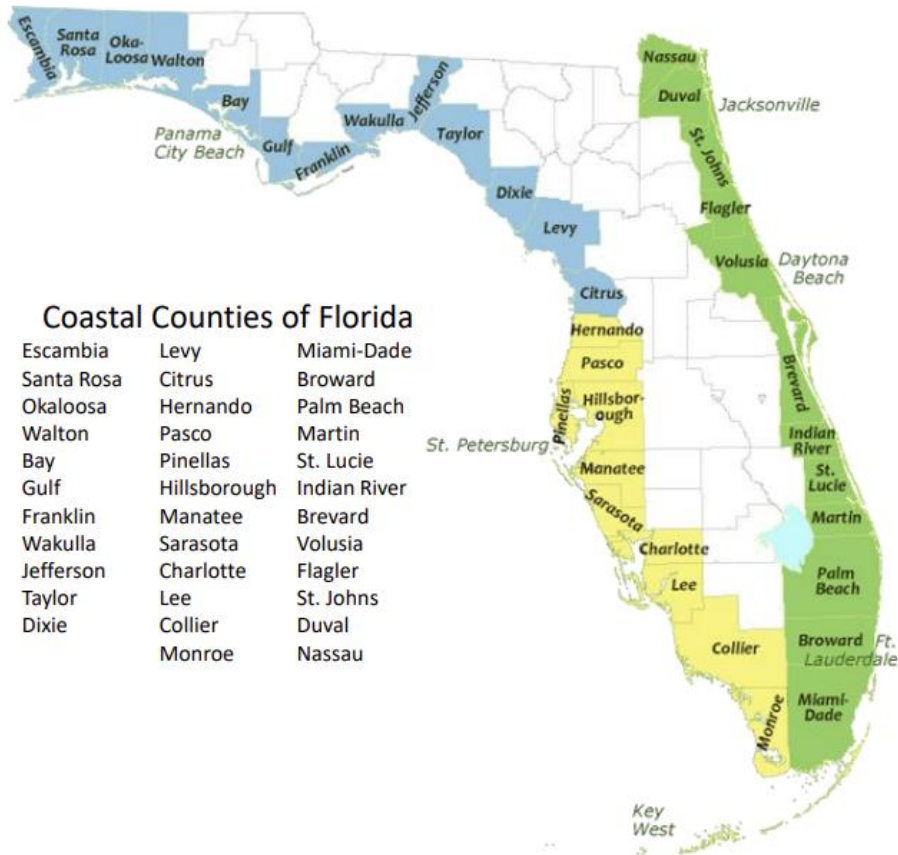 Escambia
Santa
Rosa
Oka-
Loosa
Walton
Bay
Gulf
Franklin
Wakulla
Jefferson
Taylor
Dixie
Levy
Citrus
Panama
City Beach
Nassau
Duval
Jacksonville
St. Johns
Flagler
Volusia
Daytona
Beach
Hernando
Pasco
Hillsbor-
ough
Pinellas
St. Petersburg
Manatee
Sarasota
Charlotte
Lee
Collier
Monroe
Brevard
Indian
River
St.
Lucie
Martin
Palm
Beach
Broward
Ft.
Lauderdale
Miami-
Dade
Key
West
Coastal Counties of Florida
Escambia
Santa Rosa
Okaloosa
Walton
Bay
Gulf
Franklin
Wakulla
Jefferson
Taylor
Dixie
Levy
Citrus
Hernando
Pasco
Pinellas
Hillsborough
Manatee
Sarasota
Charlotte
Lee
Collier
Monroe
Miami-Dade
Broward
Palm Beach
Martin
St. Lucie
Indian River
Brevard
Volusia
Flagler
St. Johns
Duval
Nassau